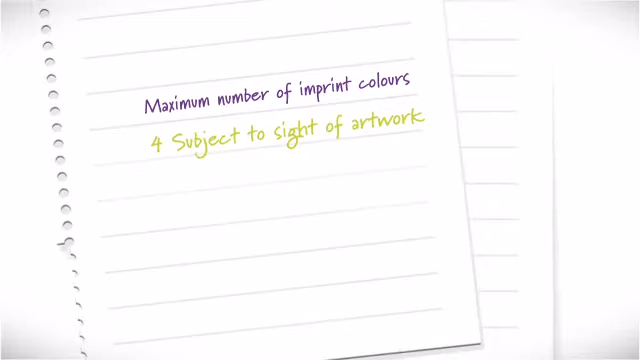 Maximum number of imprint colours
4 Subject to sight of artwork